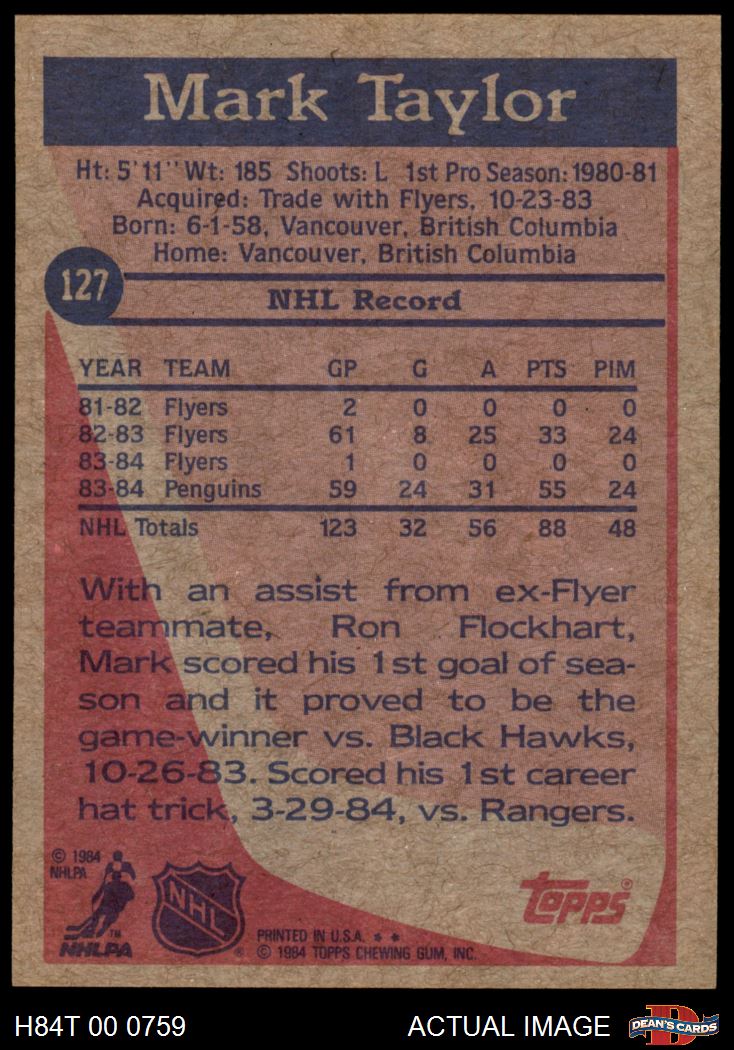 Mark Taylor
Ht: 5'11" Wt: 185 Shoots: L 1st Pro Season: 1980-81
Acquired: Trade with Flyers, 10-23-83
Born: 6-1-58, Vancouver, British Columbia
Home: Vancouver, British Columbia
127
NHL Record
YEAR TEAM GP G A PTS PIM
81-82 Flyers 2 0 0 0 0
82-83 Flyers 61 8 25 33 24
83-84 Flyers 1 0 0 0 0
83-84 Penguins 59 24 31 55 24
NHL Totals 123 32 56 88 48
With an assist from ex-Flyer
teammate, Ron Flockhart,
Mark scored his 1st goal of sea-
son and it proved to be the
game-winner vs. Black Hawks,
10-26-83. Scored his 1st career
hat trick, 3-29-84, vs. Rangers.
© 1984
NHLPA
TM
NHLPA
NHL
®
PRINTED IN U.S.A. * *
© 1984 TOPPS CHEWING GUM, INC.
topps®
H84T 00 0759
ACTUAL IMAGE
D
DEAN'S CARDS